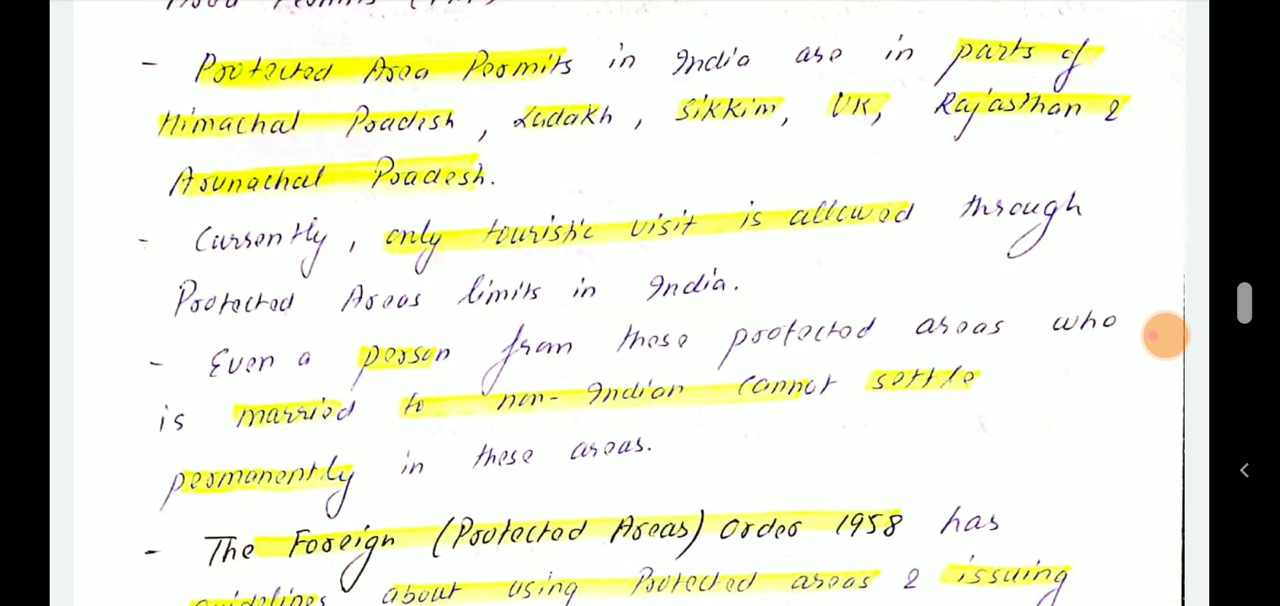 - Protected Area Permits in India are in parts of
Himachal Pradish, Ladakh, Sikkim, UK, Rajasthan &
Arunachal Pradesh.
- Currently, only touristic visit is allowed through
Protected Areas limits in India.
- Even a person from these protected areas who
is married to non-Indian cannot settle
permanently in these areas.
- The Foreign (Protected Areas) Order 1958 has
guidelines about using Protected areas & issuing